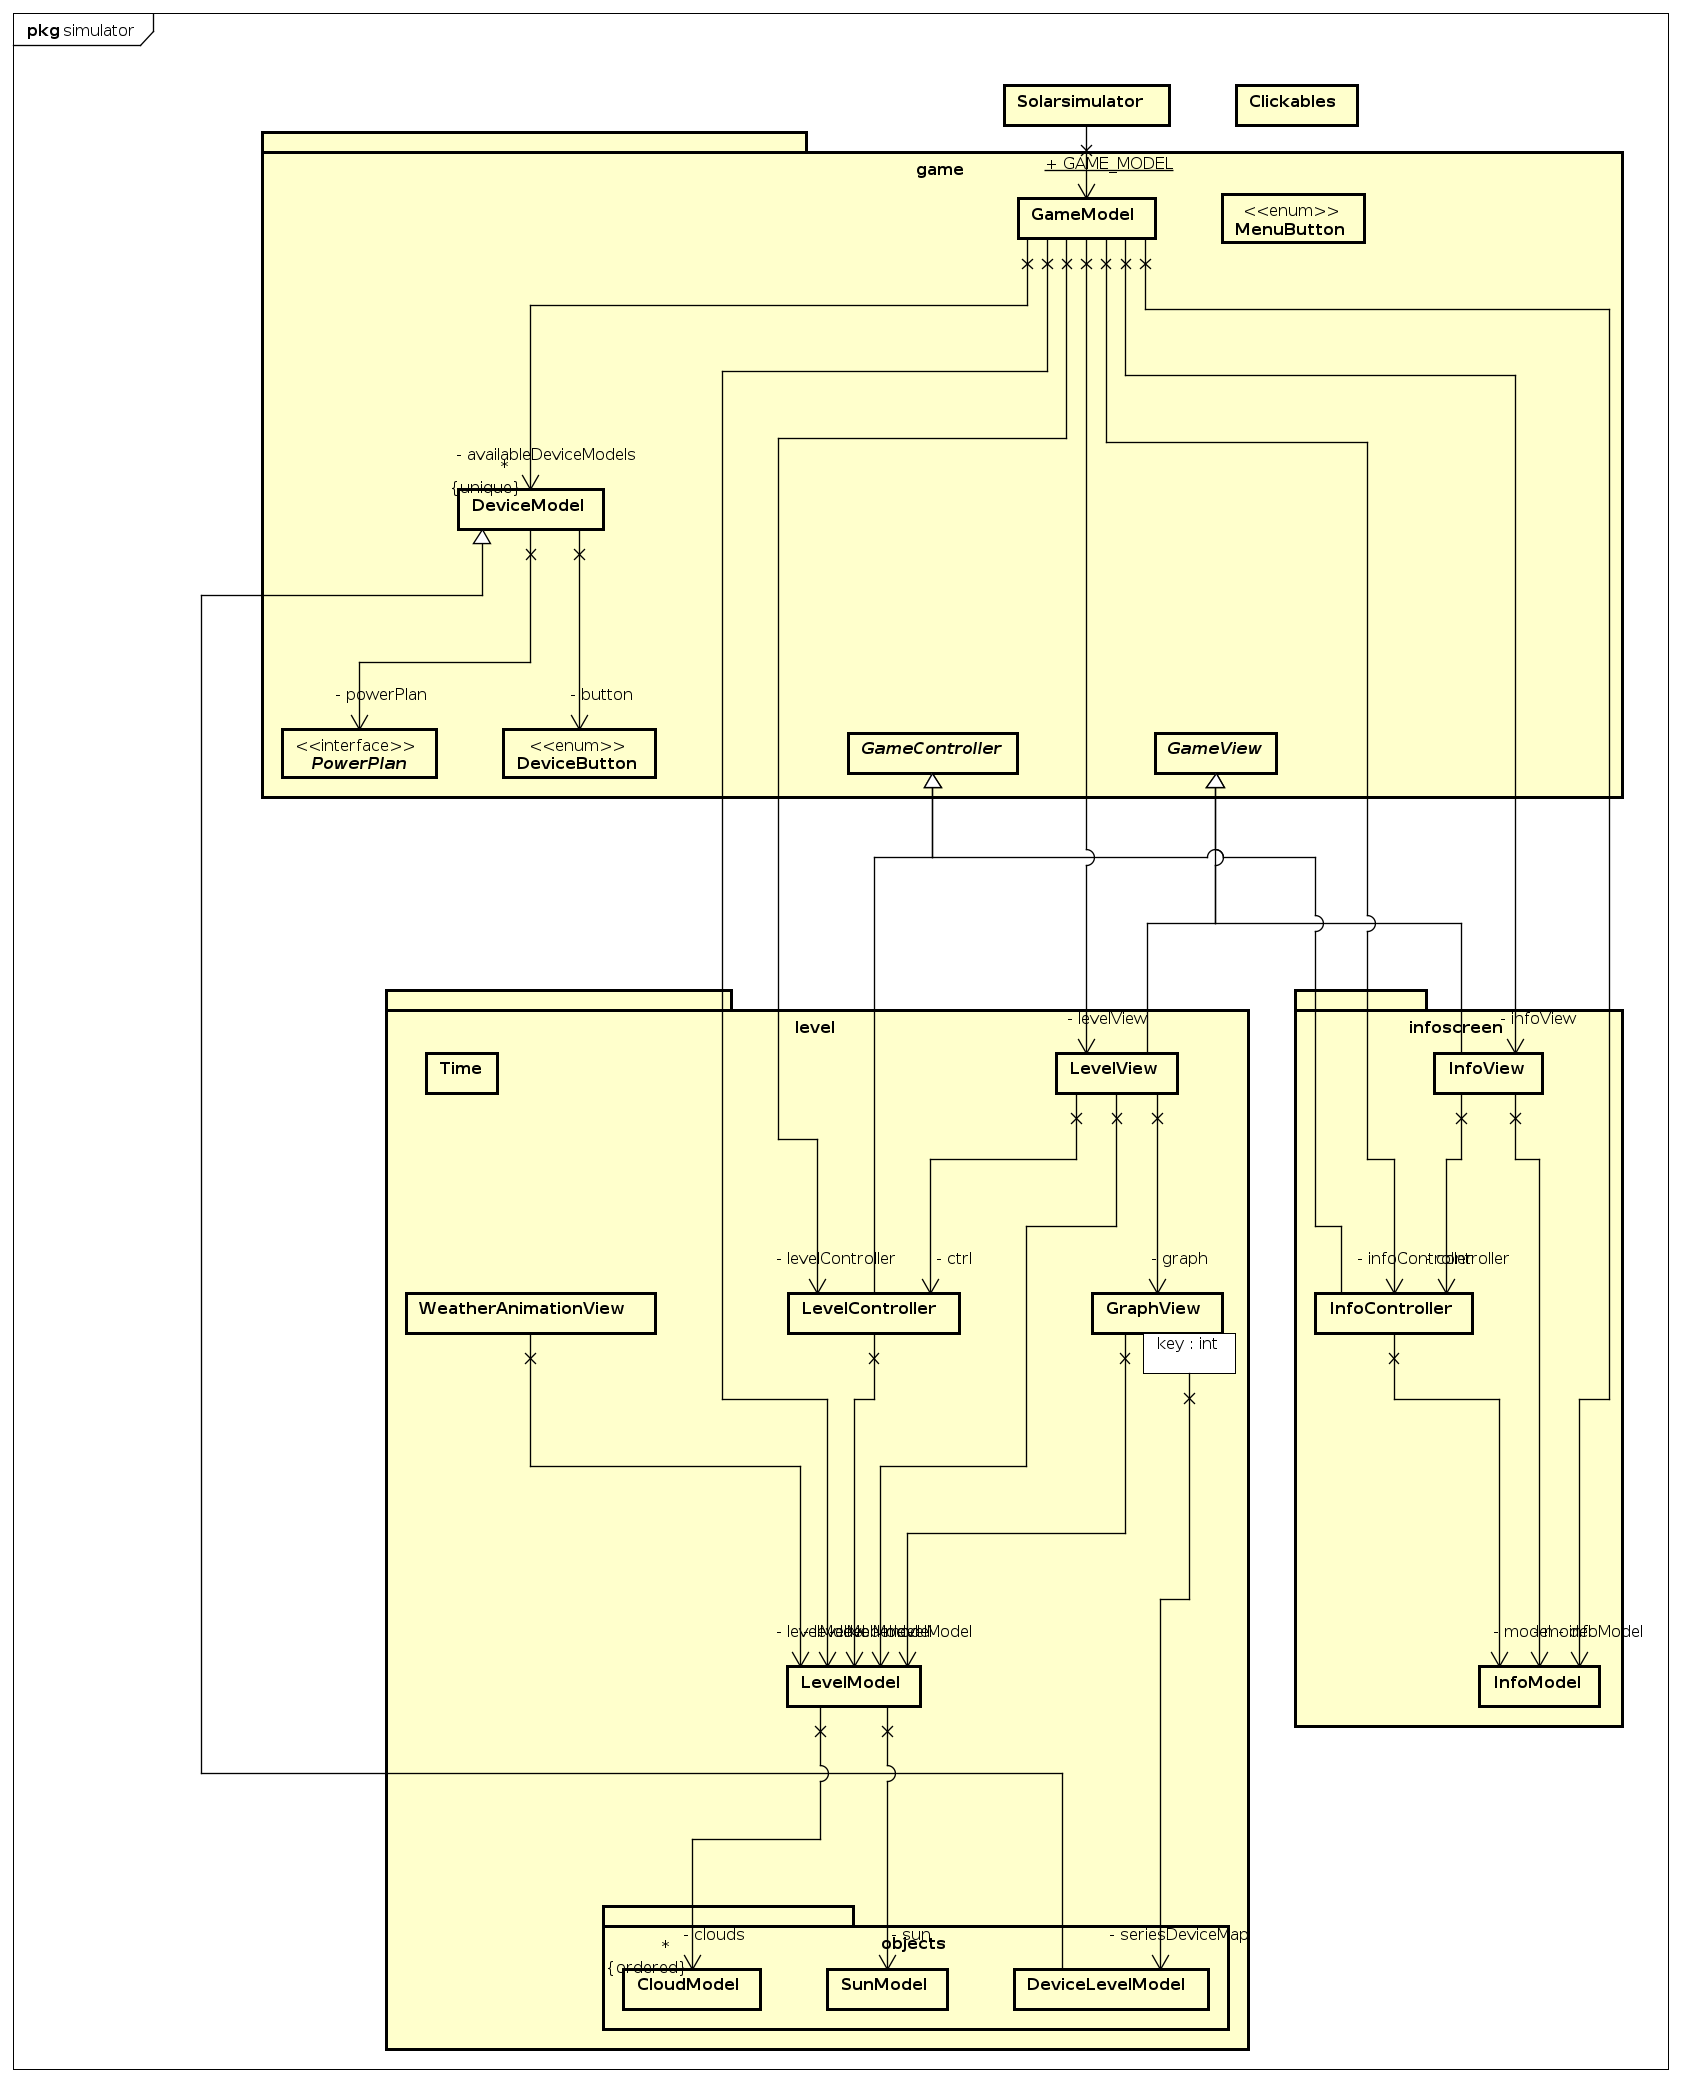 pkg simulator
Solarsimulator
Clickables
game
+ GAME_MODEL
GameModel
<<enum>>
MenuButton
- availableDeviceModels
*
{unique}
DeviceModel
- powerPlan
- button
<<interface>>
PowerPlan
<<enum>>
DeviceButton
GameController
GameView
level
- levelView
infoscreen
- infoView
Time
LevelView
InfoView
- levelController
- ctrl
- graph
- infoController
controller
WeatherAnimationView
LevelController
GraphView
InfoController
key : int
- model
- infoModel
LevelModel
InfoModel
- clouds
- sun
- seriesDeviceMap
*
objects
{ordered}
CloudModel
SunModel
DeviceLevelModel